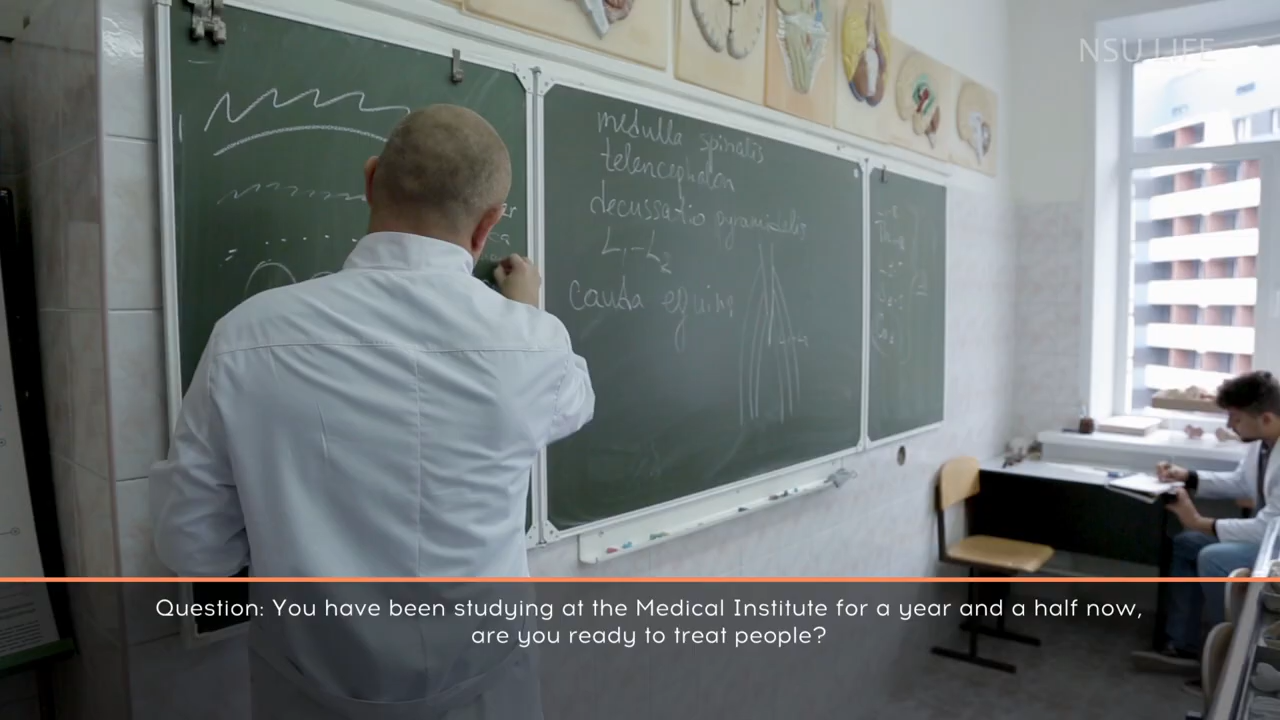 NSU LIFE
medulla spinalis
telencephalon
decussatio pyramidalis
L₁-L₂
cauda equina
Question: You have been studying at the Medical Institute for a year and a half now,
are you ready to treat people?